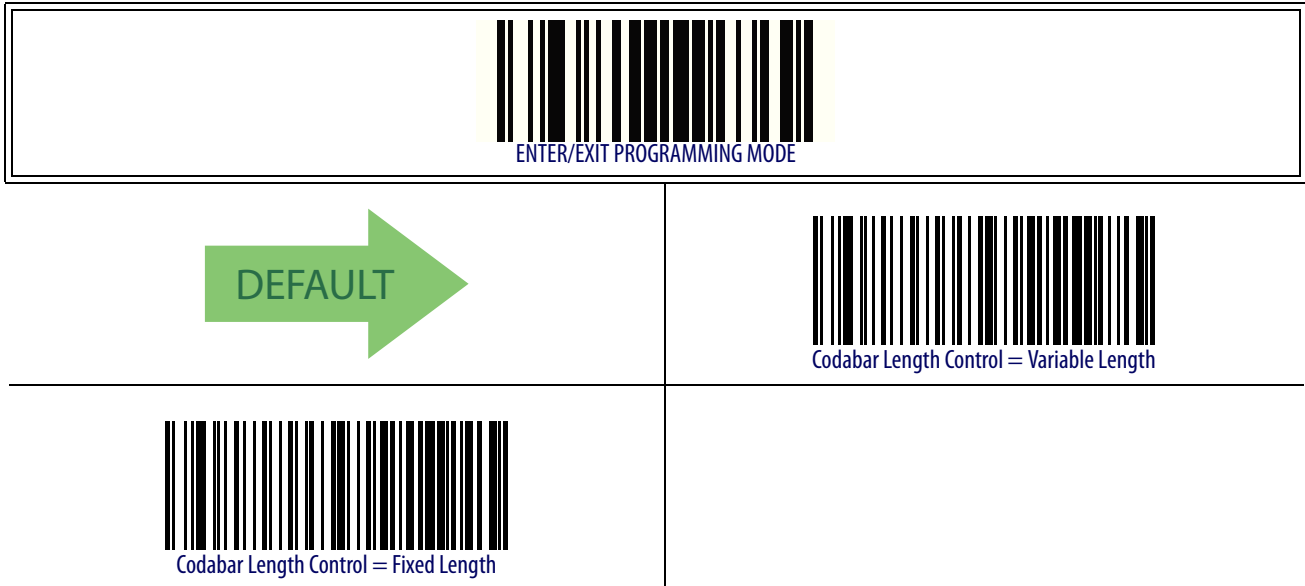 ENTER/EXIT PROGRAMMING MODE
DEFAULT
Codabar Length Control = Variable Length
Codabar Length Control = Fixed Length